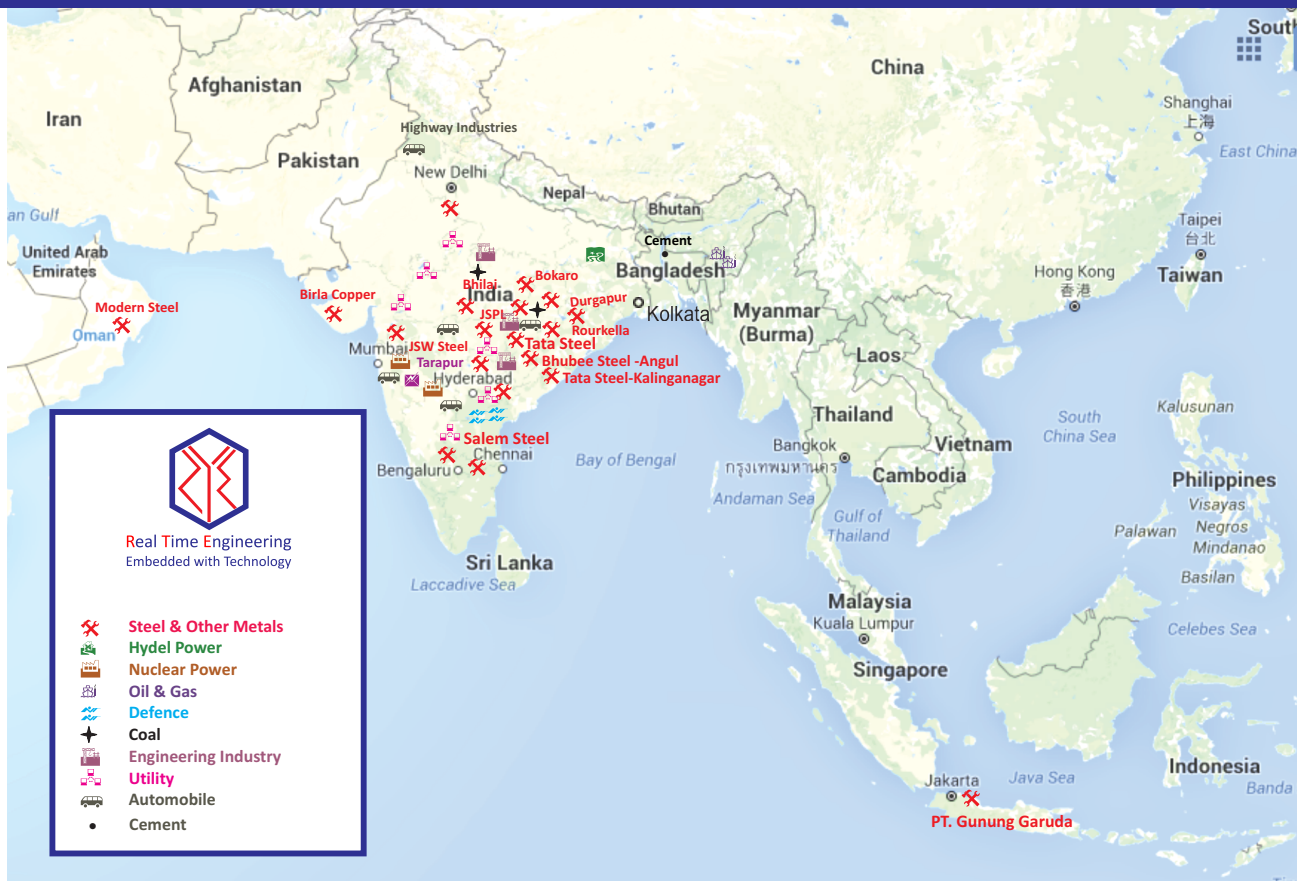 South
China
Afghanistan
Iran
Shanghai
上海
Highway Industries
East China
Pakistan
New Delhi
Nepal
Bhutan
an Gulf
Taipei
台北
Cement
United Arab
Emirates
Bangladesh
Taiwan
Hong Kong
香港
Bokaro
Bhilai
India
Birla Copper
Durgapur
Modern Steel
Kolkata
Myanmar
(Burma)
JSPL
Oman
Rourkella
JSW Steel
Tata Steel
Mumbai
Laos
Tarapur
Bhubee Steel -Angul
Hyderabad
Tata Steel-Kalinganagar
Thailand
South
China Sea
Kalusunan
Salem Steel
Bangkok
Vietnam
Chennai
Bay of Bengal
กรุงเทพมหานคร
Bengaluru
Cambodia
Philippines
Andaman Sea
Visayas
Gulf of
Thailand
Palawan
Negros
Mindanao
Real Time Engineering
Embedded with Technology
Sri Lanka
Laccadive Sea
Basilan
Malaysia
Kuala Lumpur
Celebes Sea
Singapore
Steel & Other Metals
Hydel Power
Nuclear Power
Oil & Gas
Defence
Coal
Engineering Industry
Utility
Automobile
Cement
Indonesia
Jakarta
Java Sea
Banda
PT. Gunung Garuda